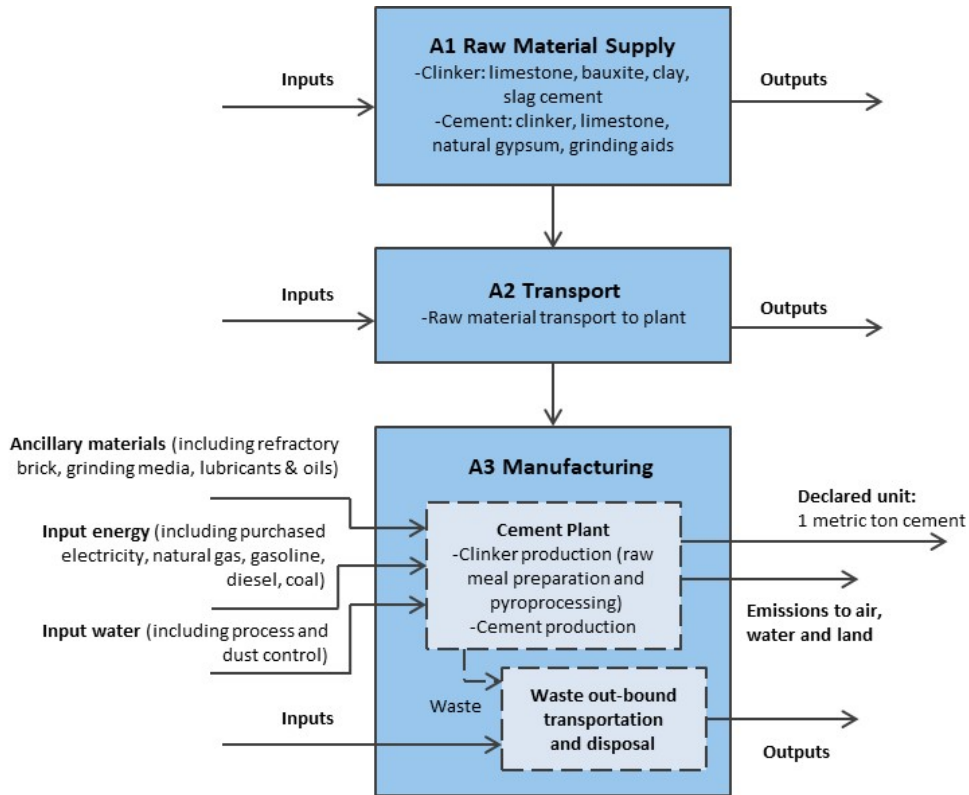 A1 Raw Material Supply
-Clinker: limestone, bauxite, clay,
slag cement
-Cement: clinker, limestone,
natural gypsum, grinding aids
Inputs
Outputs
A2 Transport
-Raw material transport to plant
Inputs
Outputs
A3 Manufacturing
Ancillary materials (including refractory
brick, grinding media, lubricants & oils)
Input energy (including purchased
electricity, natural gas, gasoline,
diesel, coal)
Input water (including process and
dust control)
Cement Plant
-Clinker production (raw
meal preparation and
pyroprocessing)
-Cement production
Declared unit:
1 metric ton cement
Emissions to air,
water and land
Waste
Waste out-bound
transportation
and disposal
Inputs
Outputs